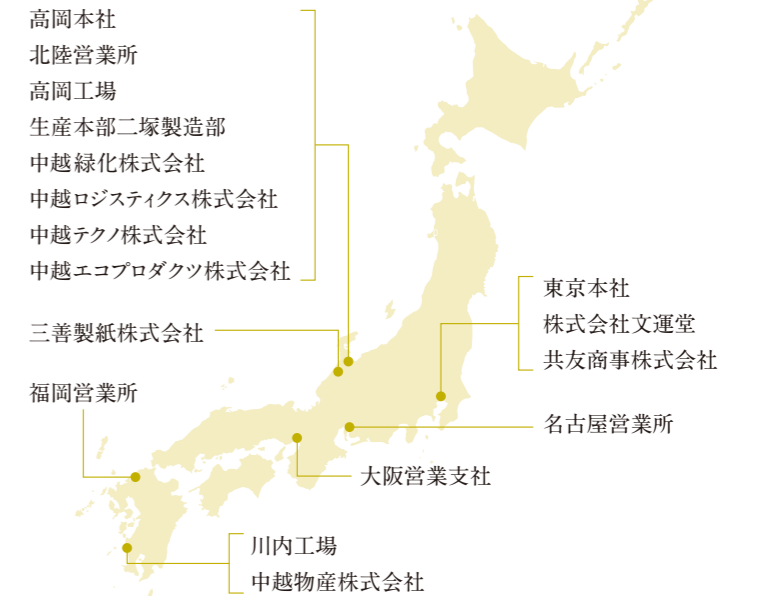 高岡本社
北陸営業所
高岡工場
生産本部二塚製造部
中越緑化株式会社
中越ロジスティクス株式会社
中越テクノ株式会社
中越エコプロダクツ株式会社
三善製紙株式会社
福岡営業所
東京本社
株式会社文運堂
共友商事株式会社
名古屋営業所
大阪営業支社
川内工場
中越物産株式会社